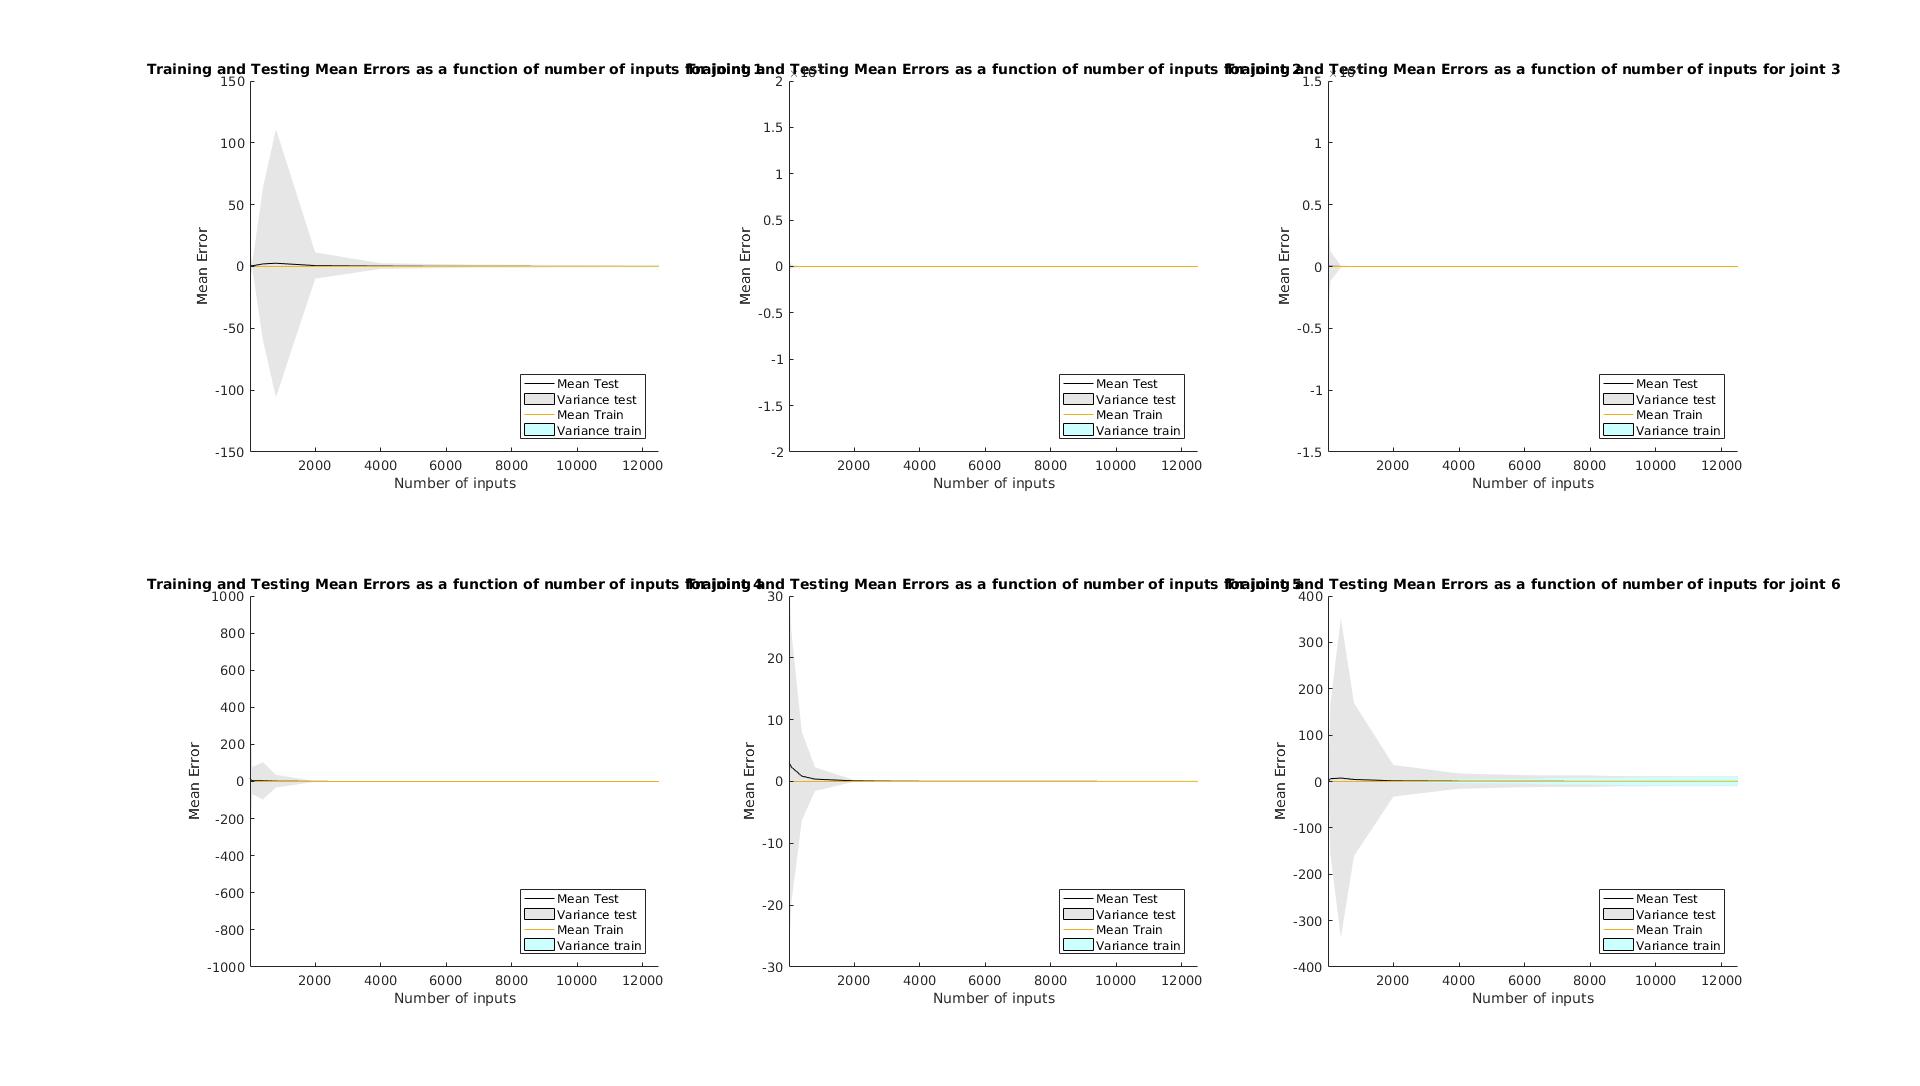 Training and Testing Mean Errors as a function of number of inputs for joint 1
150
100
50
0
-50
-100
-150
Mean Error
2000 4000 6000 8000 10000 12000
Number of inputs
Mean Test
Variance test
Mean Train
Variance train
Training and Testing Mean Errors as a function of number of inputs for joint 2
2
1.5
1
0.5
0
-0.5
-1
-1.5
-2
Mean Error
2000 4000 6000 8000 10000 12000
Number of inputs
Mean Test
Variance test
Mean Train
Variance train
Training and Testing Mean Errors as a function of number of inputs for joint 3
1.5
1
0.5
0
-0.5
-1
-1.5
Mean Error
2000 4000 6000 8000 10000 12000
Number of inputs
Mean Test
Variance test
Mean Train
Variance train
Training and Testing Mean Errors as a function of number of inputs for joint 4
1000
800
600
400
200
0
-200
-400
-600
-800
-1000
Mean Error
2000 4000 6000 8000 10000 12000
Number of inputs
Mean Test
Variance test
Mean Train
Variance train
Training and Testing Mean Errors as a function of number of inputs for joint 5
30
20
10
0
-10
-20
-30
Mean Error
2000 4000 6000 8000 10000 12000
Number of inputs
Mean Test
Variance test
Mean Train
Variance train
Training and Testing Mean Errors as a function of number of inputs for joint 6
400
300
200
100
0
-100
-200
-300
-400
Mean Error
2000 4000 6000 8000 10000 12000
Number of inputs
Mean Test
Variance test
Mean Train
Variance train